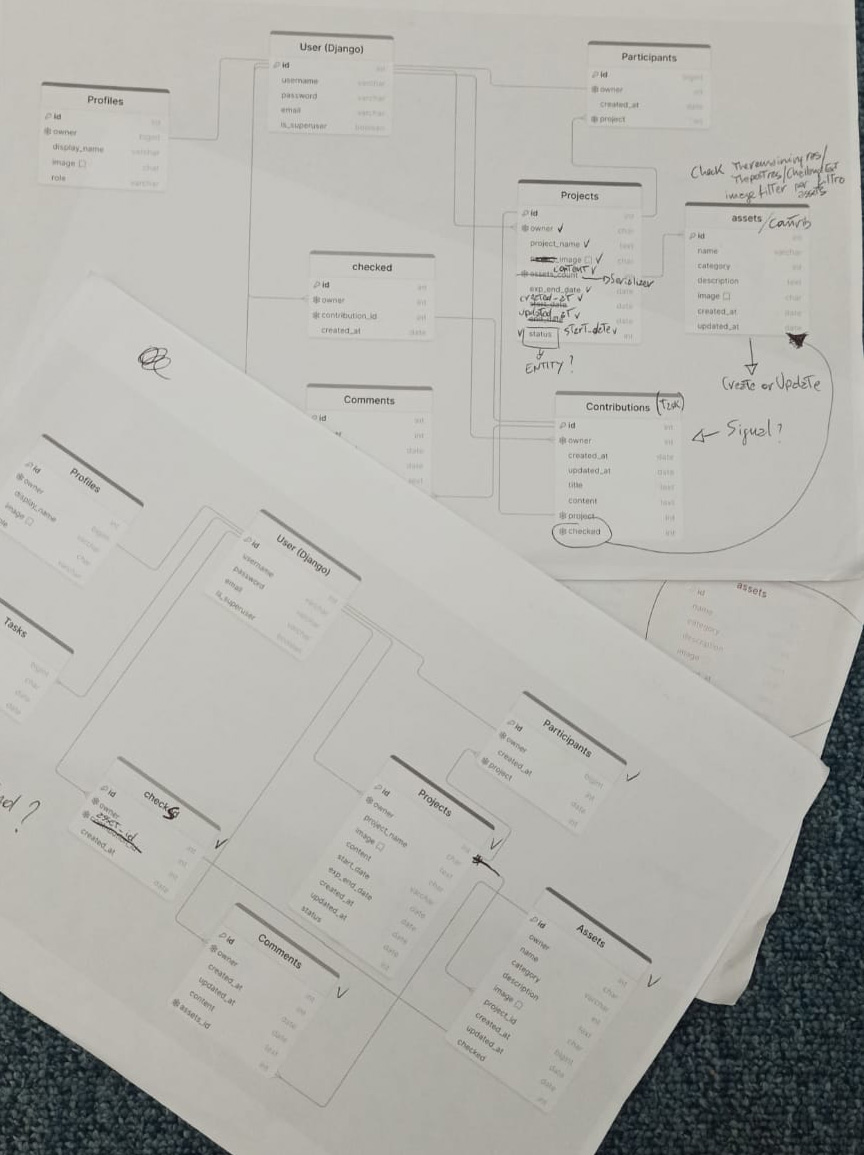 User (Django)
id int
username varchar
password varchar
email varchar
is_superuser boolean
Participants
id bigint
owner int
created_at date
project int
Profiles
id int
owner bigint
display_name varchar
image char
role varchar
Check
image filter per
assets
Projects
id int
owner char
project_name text
image char
content
assets_count
Serializer
exp_end_date date
created_at
start_date date
updated_at
end_date date
status int
start_date
ENTITY?
assets / contrib
id int
name varchar
category int
description text
image char
created_at date
updated_at date
Create or Update
checked
id int
owner int
contribution_id int
created_at date
Comments
id int
int
date
date
text
Contributions (Task)
id int
owner int
created_at date
updated_at date
title text
content text
project int
checked int
Signal?
assets
id
name
category
description
image
Profiles
id int
owner bigint
display_name varchar
image char
varchar
User (Django)
id int
username varchar
password varchar
email varchar
is_superuser boolean
Tasks
bigint
char
date
date
Participants
id bigint
owner int
created_at date
project int
checks
id int
owner int
asset_id int
created_at date
Projects
id int
owner char
project_name text
image char
content varchar
start_date date
exp_end_date date
created_at date
updated_at date
status int
Comments
id int
owner int
created_at date
updated_at date
content text
assets_id int
Assets
id int
owner char
name varchar
category int
description text
image char
project_id bigint
created_at date
updated_at date
checked int